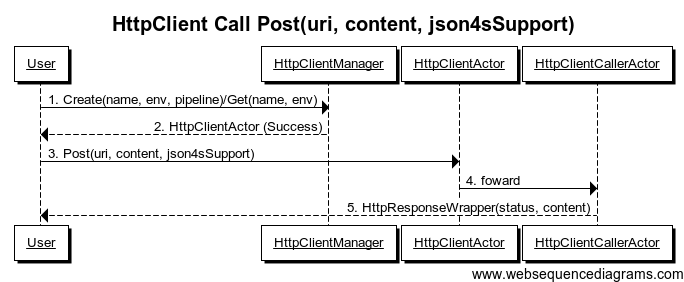 HttpClient Call Post(uri, content, json4sSupport)
User HttpClientManager HttpClientActor HttpClientCallerActor
1. Create(name, env, pipeline)/Get(name, env)
2. HttpClientActor (Success)
3. Post(uri, content, json4sSupport)
4. foward
5. HttpResponseWrapper(status, content)
User HttpClientManager HttpClientActor HttpClientCallerActor
www.websequencediagrams.com